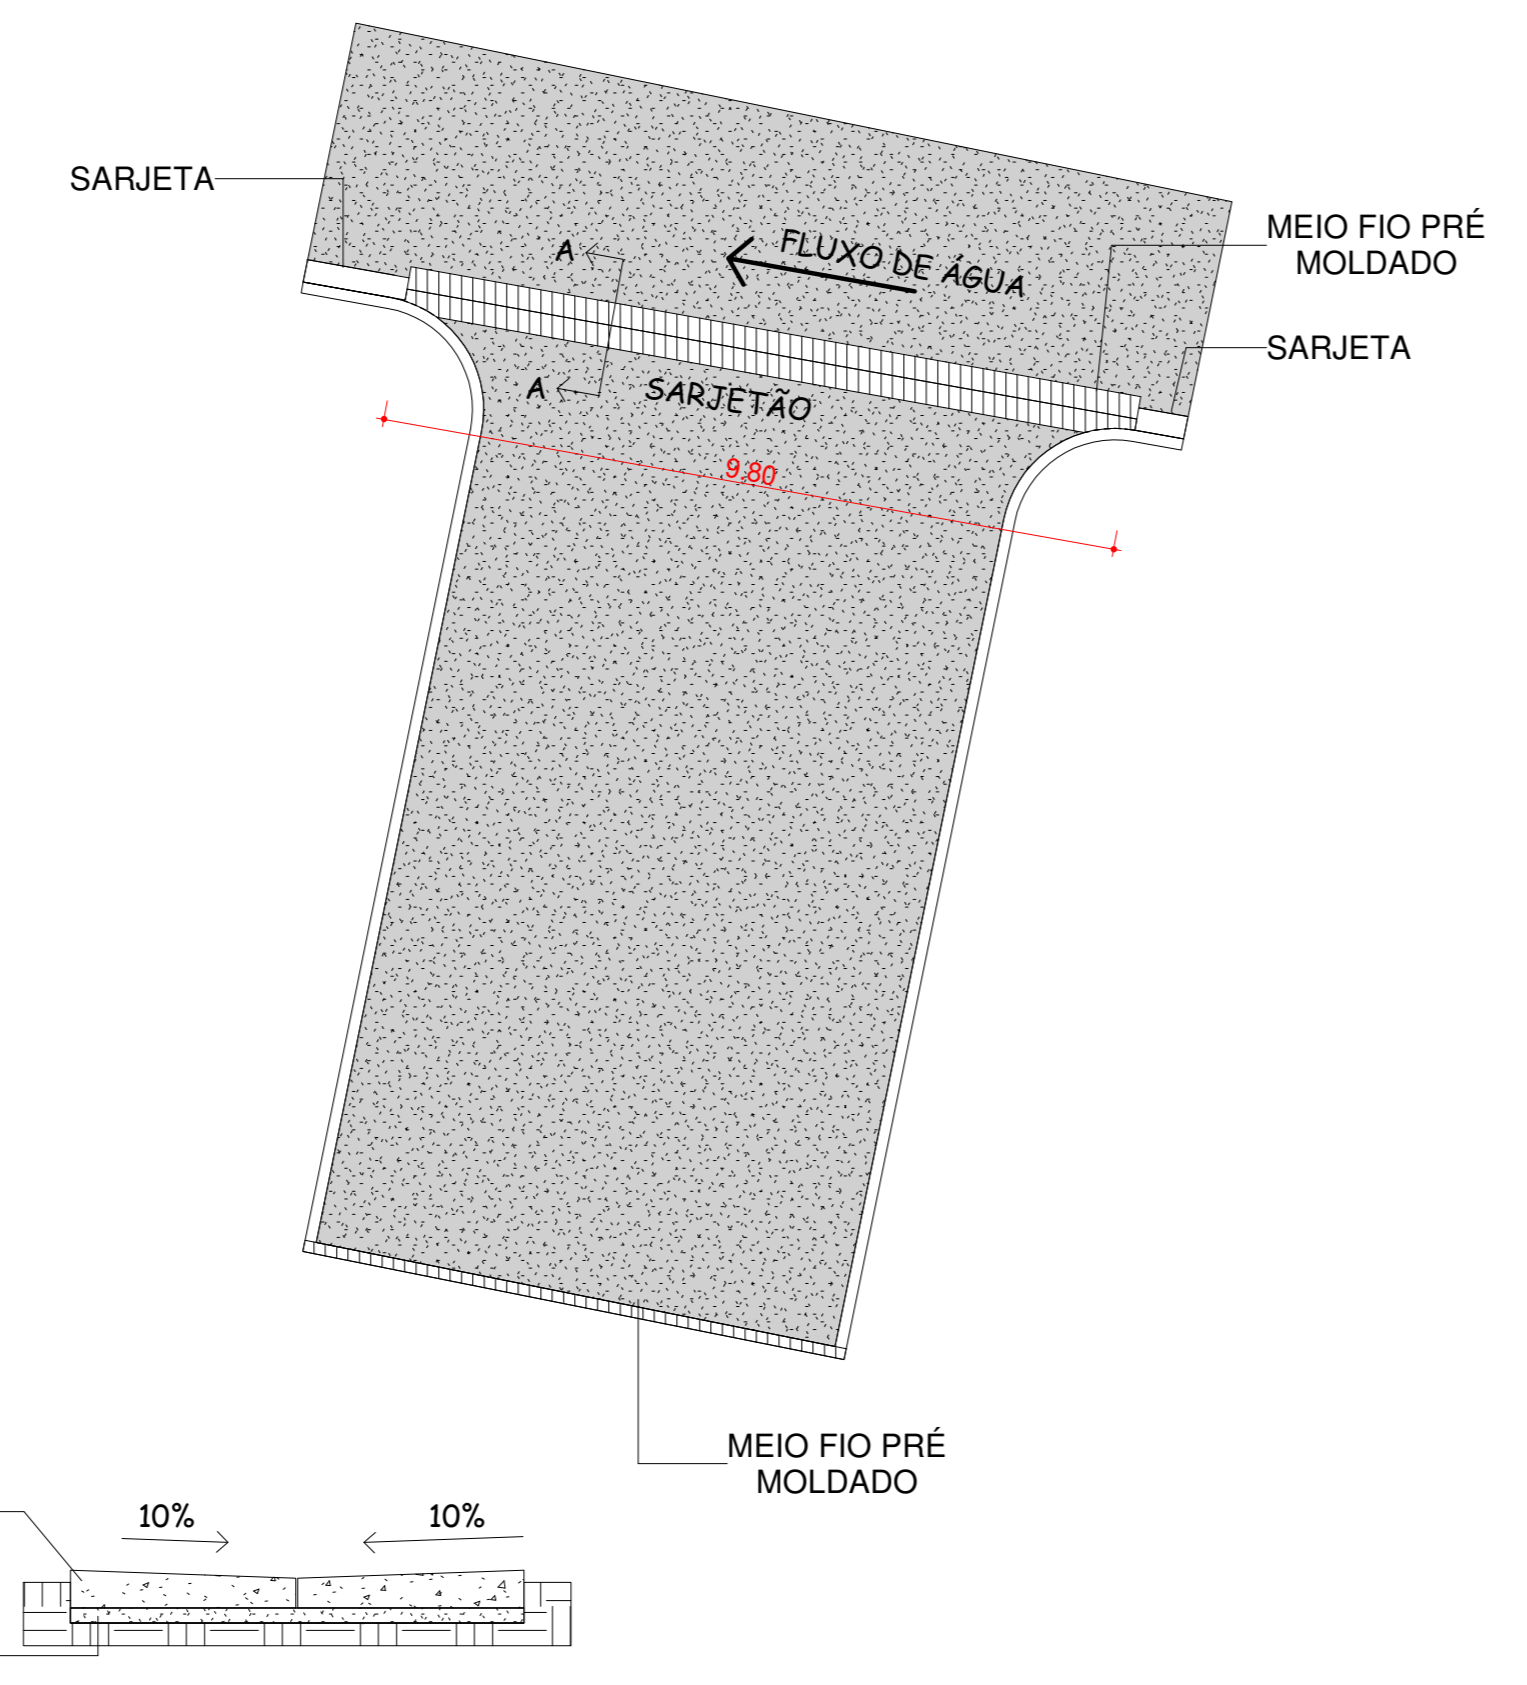 SARJETA
MEIO FIO PRÉ
MOLDADO
A
FLUXO DE ÁGUA
SARJETA
A
SARJETÃO
9.80
MEIO FIO PRÉ
MOLDADO
10%
10%